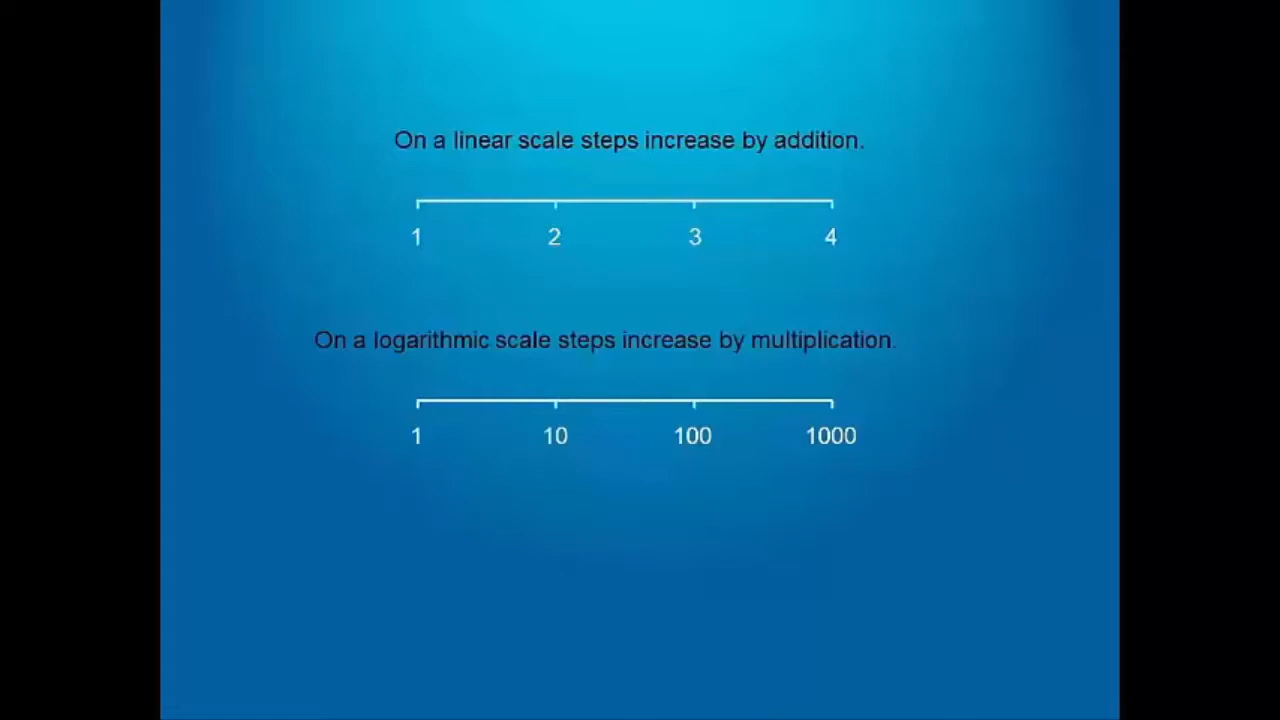 On a linear scale steps increase by addition.
1 2 3 4
On a logarithmic scale steps increase by multiplication.
1 10 100 1000